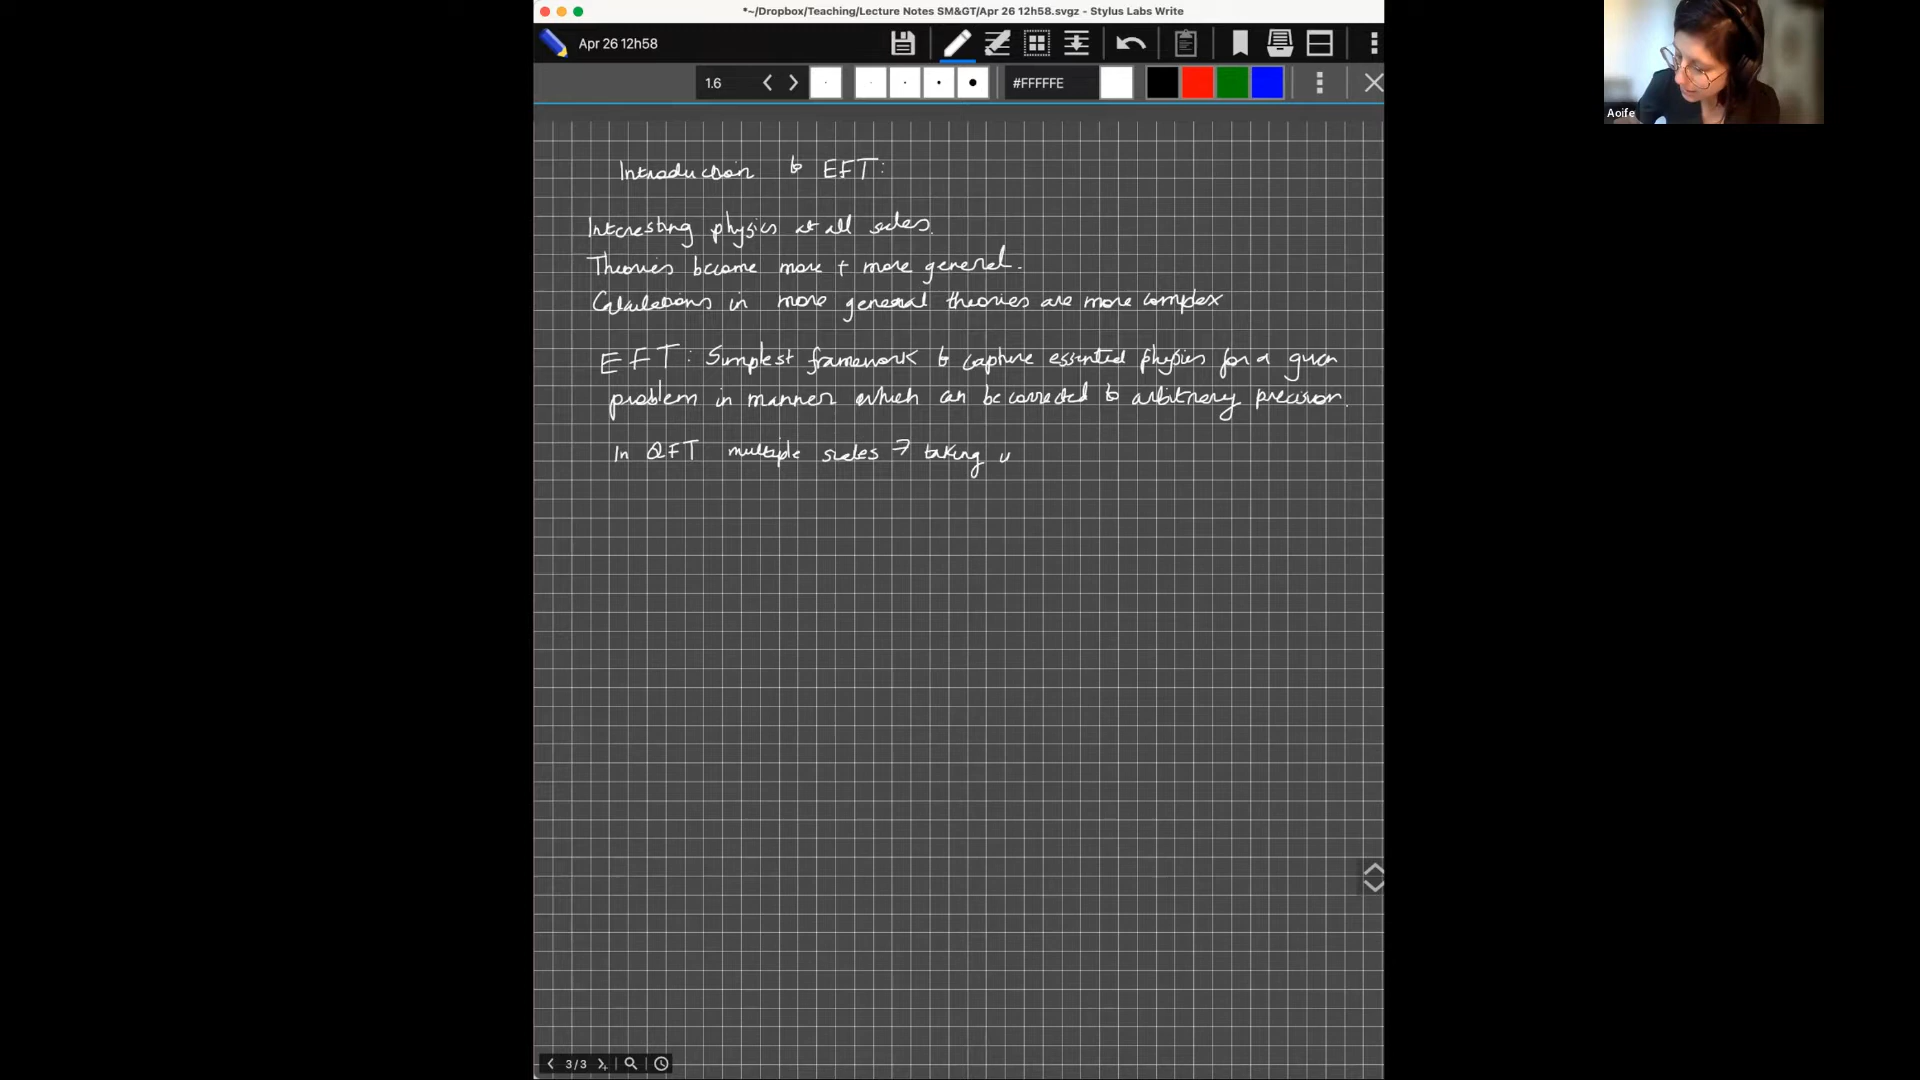 *~/Dropbox/Teaching/Lecture Notes SM&GT/Apr 26 12h58.svgz - Stylus Labs Write
Apr 26 12h58
1.6
#FFFFFE
Aoife
Introduction to EFT:
Interesting physics at all scales.
Theories become more + more general.
Calculations in more general theories are more complex
EFT: Simplest framework to capture essential physics for a given
problem in manner which can be corrected to arbitrary precision.
In QFT multiple scales → taking
3/3